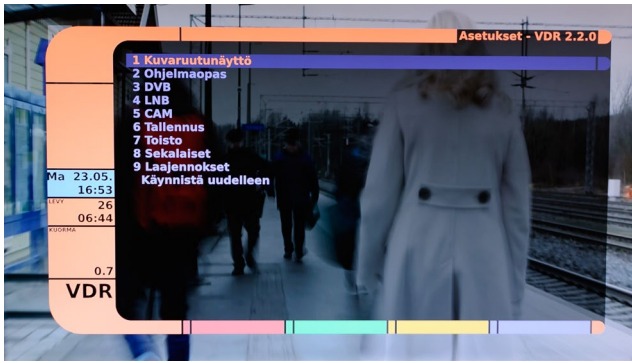 Asetukset - VDR 2.2.0
1 Kuvaruutunäyttö
2 Ohjelmaopas
3 DVB
4 LNB
5 CAM
6 Tallennus
7 Toisto
8 Sekalaiset
9 Laajennokset
Käynnistä uudelleen
Ma 23.05.
16:53
LEVY 26
06:44
KUORMA
0.7
VDR